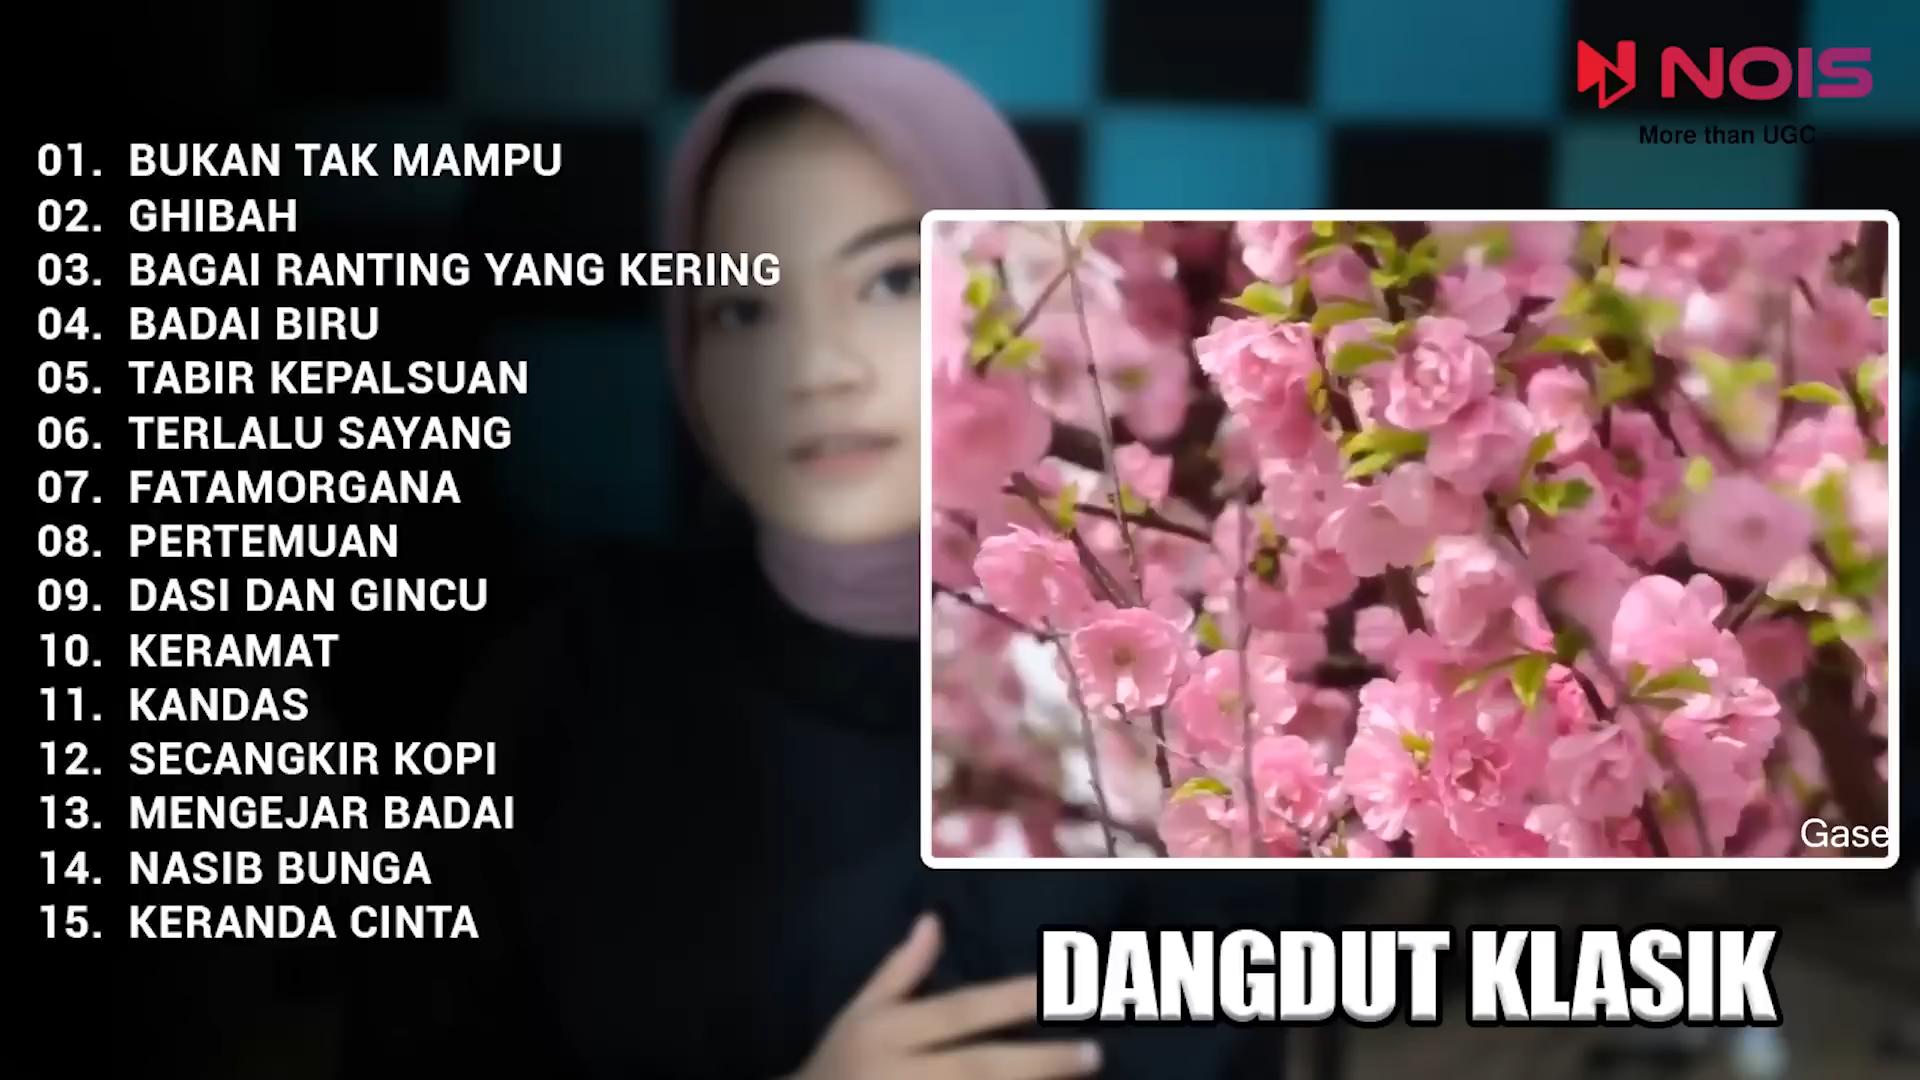 NOIS
More than UGC
01. BUKAN TAK MAMPU
02. GHIBAH
03. BAGAI RANTING YANG KERING
04. BADAI BIRU
05. TABIR KEPALSUAN
06. TERLALU SAYANG
07. FATAMORGANA
08. PERTEMUAN
09. DASI DAN GINCU
10. KERAMAT
11. KANDAS
12. SECANGKIR KOPI
13. MENGEJAR BADAI
14. NASIB BUNGA
15. KERANDA CINTA
Gase
DANGDUT KLASIK